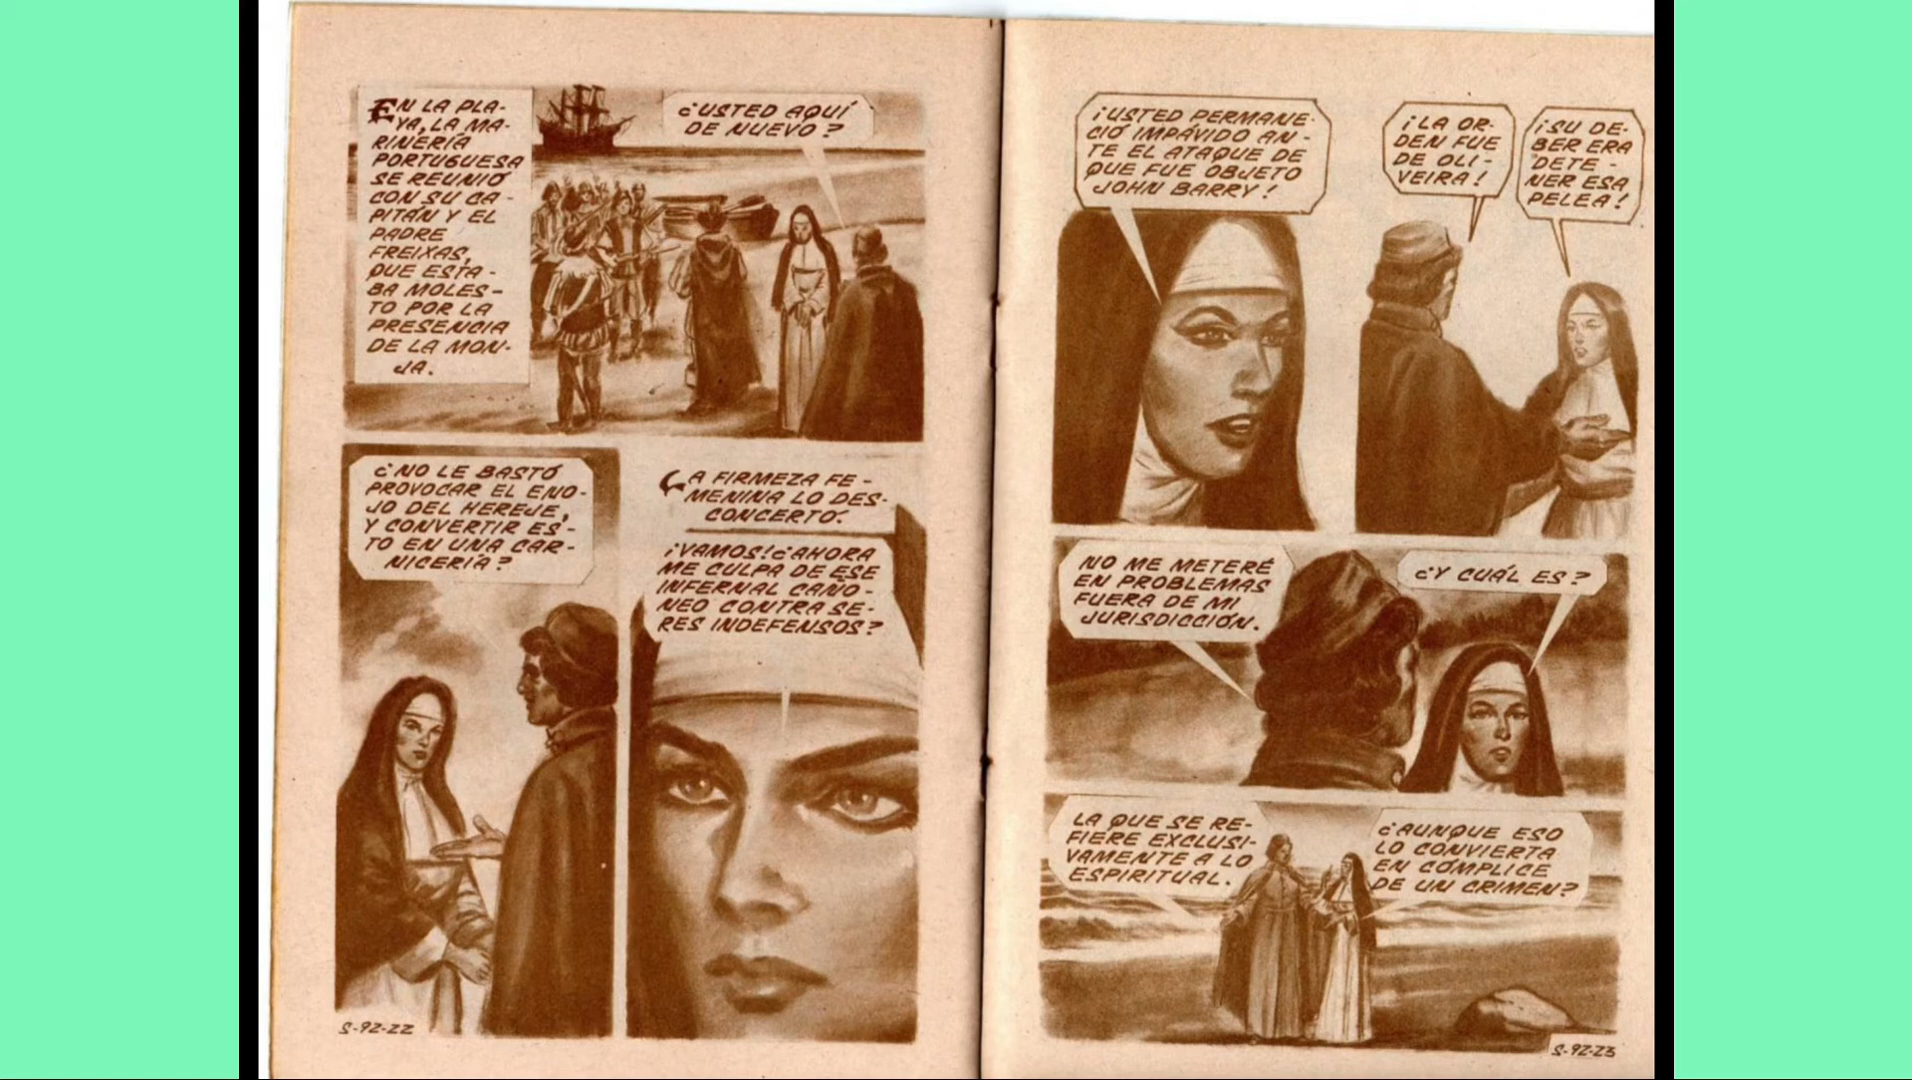 EN LA PLA-
YA, LA MA-
RINERÍA
PORTUGUESA
SE REUNIÓ
CON SU CA-
PITÁN Y EL
PADRE
FREIXAS,
QUE ESTA-
BA MOLES-
TO POR LA
PRESENCIA
DE LA MON-
JA.
¿USTED AQUÍ
DE NUEVO?
¿NO LE BASTÓ
PROVOCAR EL ENO-
JO DEL HEREJE,
Y CONVERTIR ES-
TO EN UNA CAR-
NICERÍA?
LA FIRMEZA FE-
MENINA LO DES-
CONCERTÓ.
¡VAMOS! ¿AHORA
ME CULPA DE ESE
INFERNAL CAÑO-
NEO CONTRA SE-
RES INDEFENSOS?
S-92-22
¡USTED PERMANE-
CIÓ IMPÁVIDO AN-
TE EL ATAQUE DE
QUE FUE OBJETO
JOHN BARRY!
¡LA OR-
DEN FUE
DE OLI-
VEIRA!
¡SU DE-
BER ERA
DETE-
NER ESA
PELEA!
NO ME METERÉ
EN PROBLEMAS
FUERA DE MI
JURISDICCIÓN.
¿Y CUÁL ES?
LA QUE SE RE-
FIERE EXCLUSI-
VAMENTE A LO
ESPIRITUAL.
¿AUNQUE ESO
LO CONVIERTA
EN CÓMPLICE
DE UN CRIMEN?
S-92-23